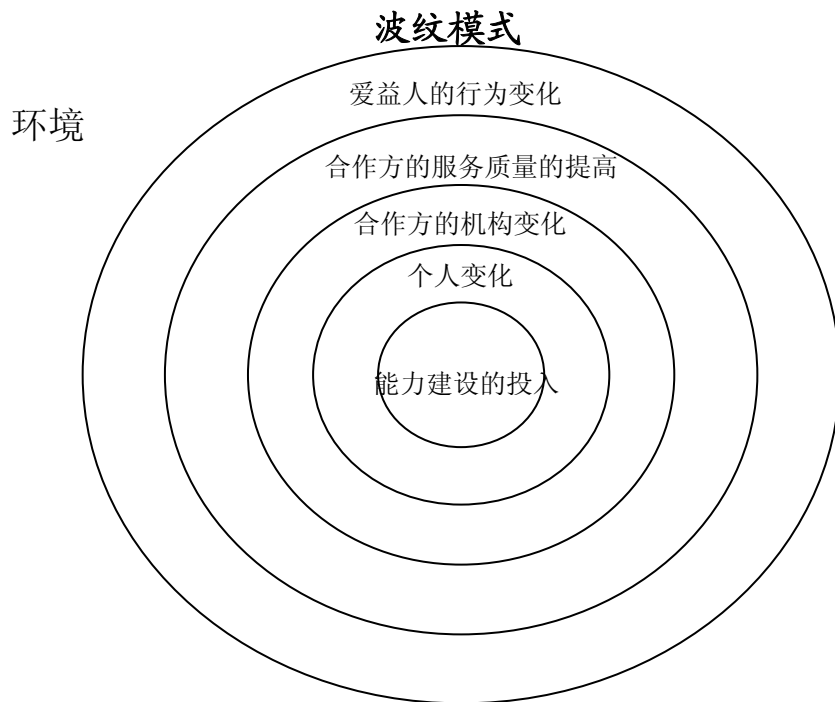 波纹模式
爱益人的行为变化
环境
合作方的服务质量的提高
合作方的机构变化
个人变化
能力建设的投入